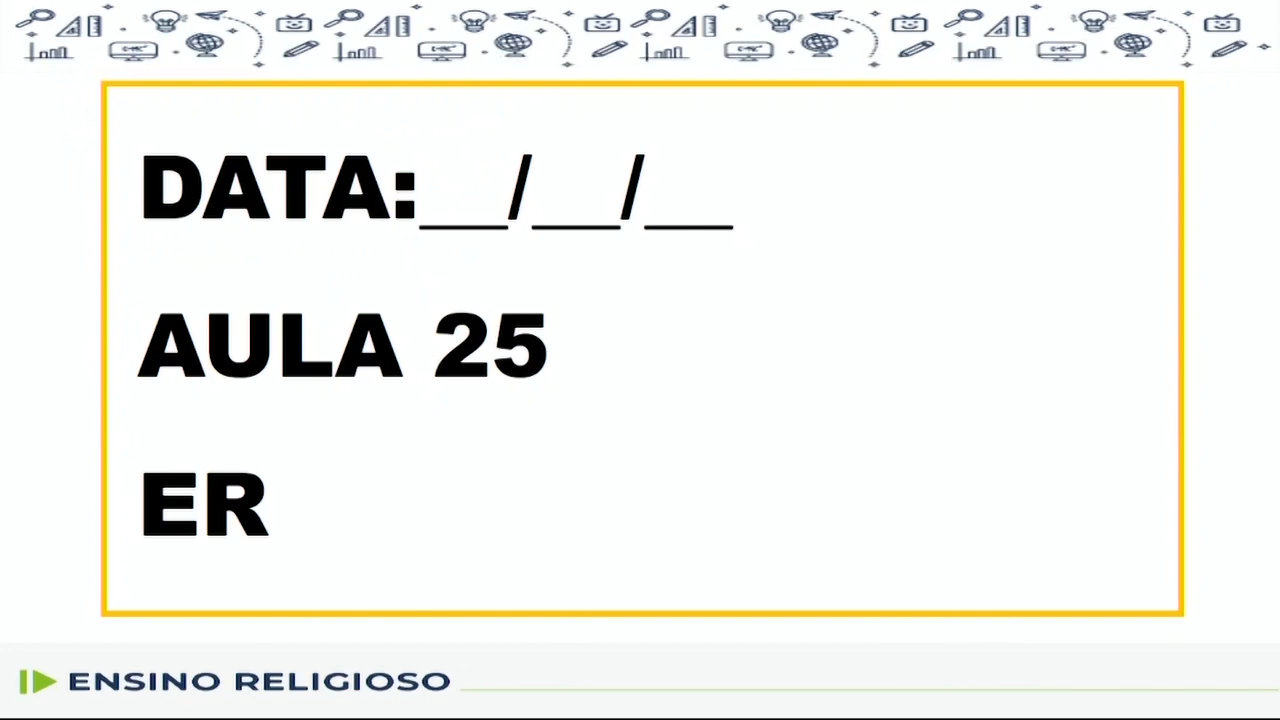 DATA:__/__/__
AULA 25
ER
ENSINO RELIGIOSO